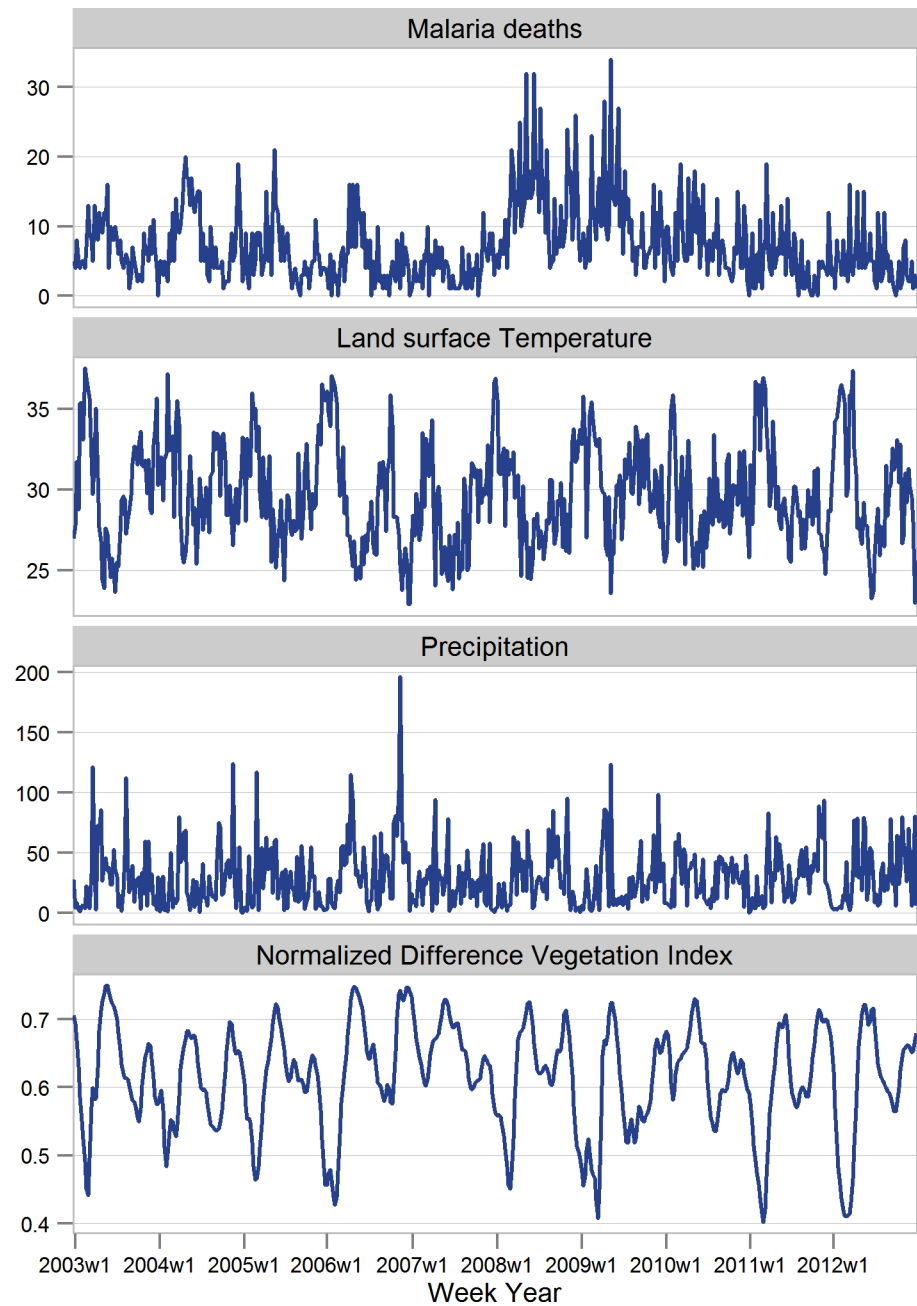 Malaria deaths
30
20
10
0
Land surface Temperature
35
30
25
Precipitation
200
150
100
50
0
Normalized Difference Vegetation Index
0.7
0.6
0.5
0.4
2003w1 2004w1 2005w1 2006w1 2007w1 2008w1 2009w1 2010w1 2011w1 2012w1
Week Year